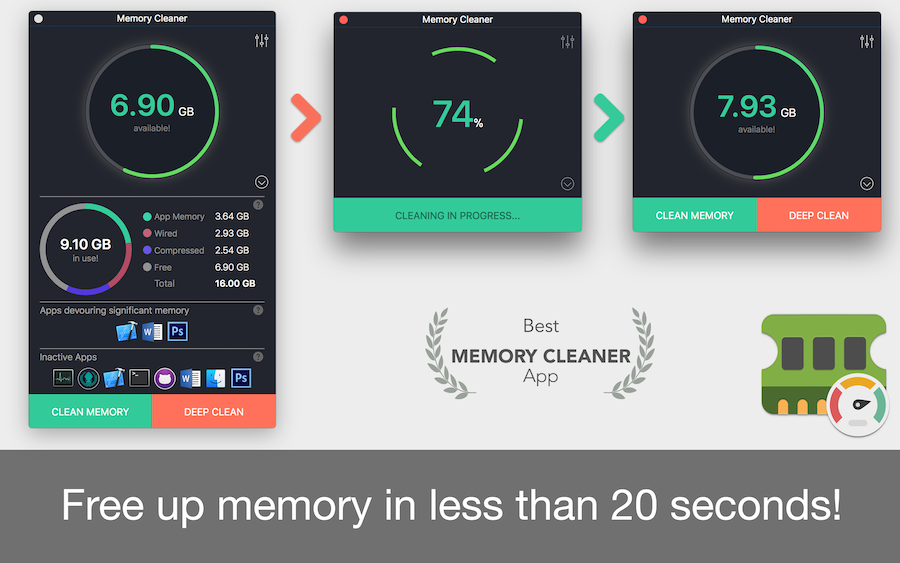 Memory Cleaner
6.90 GB
available!
9.10 GB
in use!
App Memory 3.64 GB
Wired 2.93 GB
Compressed 2.54 GB
Free 6.90 GB
Total 16.00 GB
?
Apps devouring significant memory ?
W Ps
Inactive Apps ?
W Ps
CLEAN MEMORY DEEP CLEAN
Memory Cleaner
74%
CLEANING IN PROGRESS...
Memory Cleaner
7.93 GB
available!
CLEAN MEMORY DEEP CLEAN
Best
MEMORY CLEANER
App
Free up memory in less than 20 seconds!